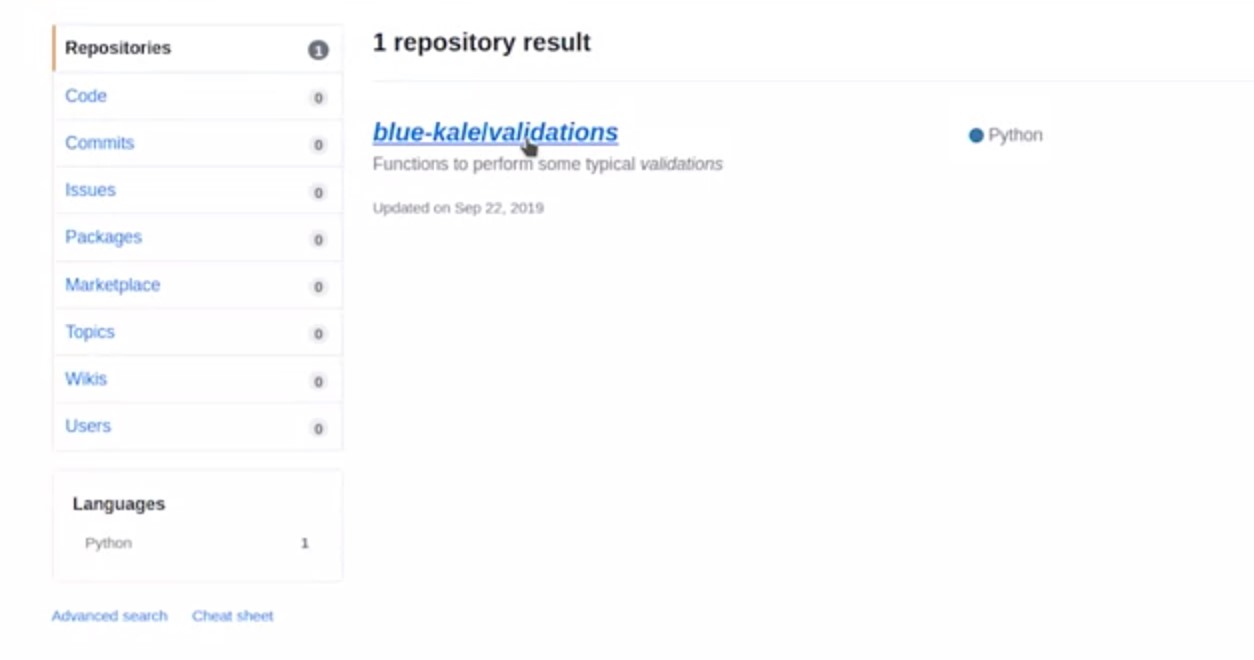 Repositories 1
Code 0
Commits 0
Issues 0
Packages 0
Marketplace 0
Topics 0
Wikis 0
Users 0
Languages
Python 1
Advanced search Cheat sheet
1 repository result
blue-kale/validations
Python
Functions to perform some typical validations
Updated on Sep 22, 2019